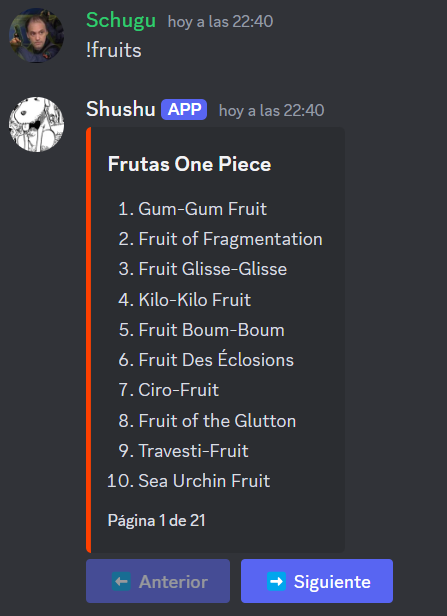 Schugu hoy a las 22:40
!fruits
Shushu APP hoy a las 22:40
Frutas One Piece
1. Gum-Gum Fruit
2. Fruit of Fragmentation
3. Fruit Glisse-Glisse
4. Kilo-Kilo Fruit
5. Fruit Boum-Boum
6. Fruit Des Éclosions
7. Ciro-Fruit
8. Fruit of the Glutton
9. Travesti-Fruit
10. Sea Urchin Fruit
Página 1 de 21
Anterior
Siguiente